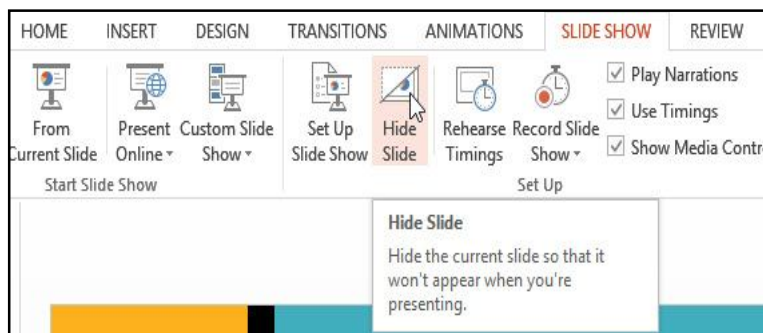 HOME INSERT DESIGN TRANSITIONS ANIMATIONS SLIDE SHOW REVIEW
From Current Slide
Present Online
Custom Slide Show
Set Up Slide Show
Hide Slide
Rehearse Timings
Record Slide Show
Play Narrations
Use Timings
Show Media Contr
Start Slide Show
Set Up
Hide Slide
Hide the current slide so that it
won't appear when you're
presenting.